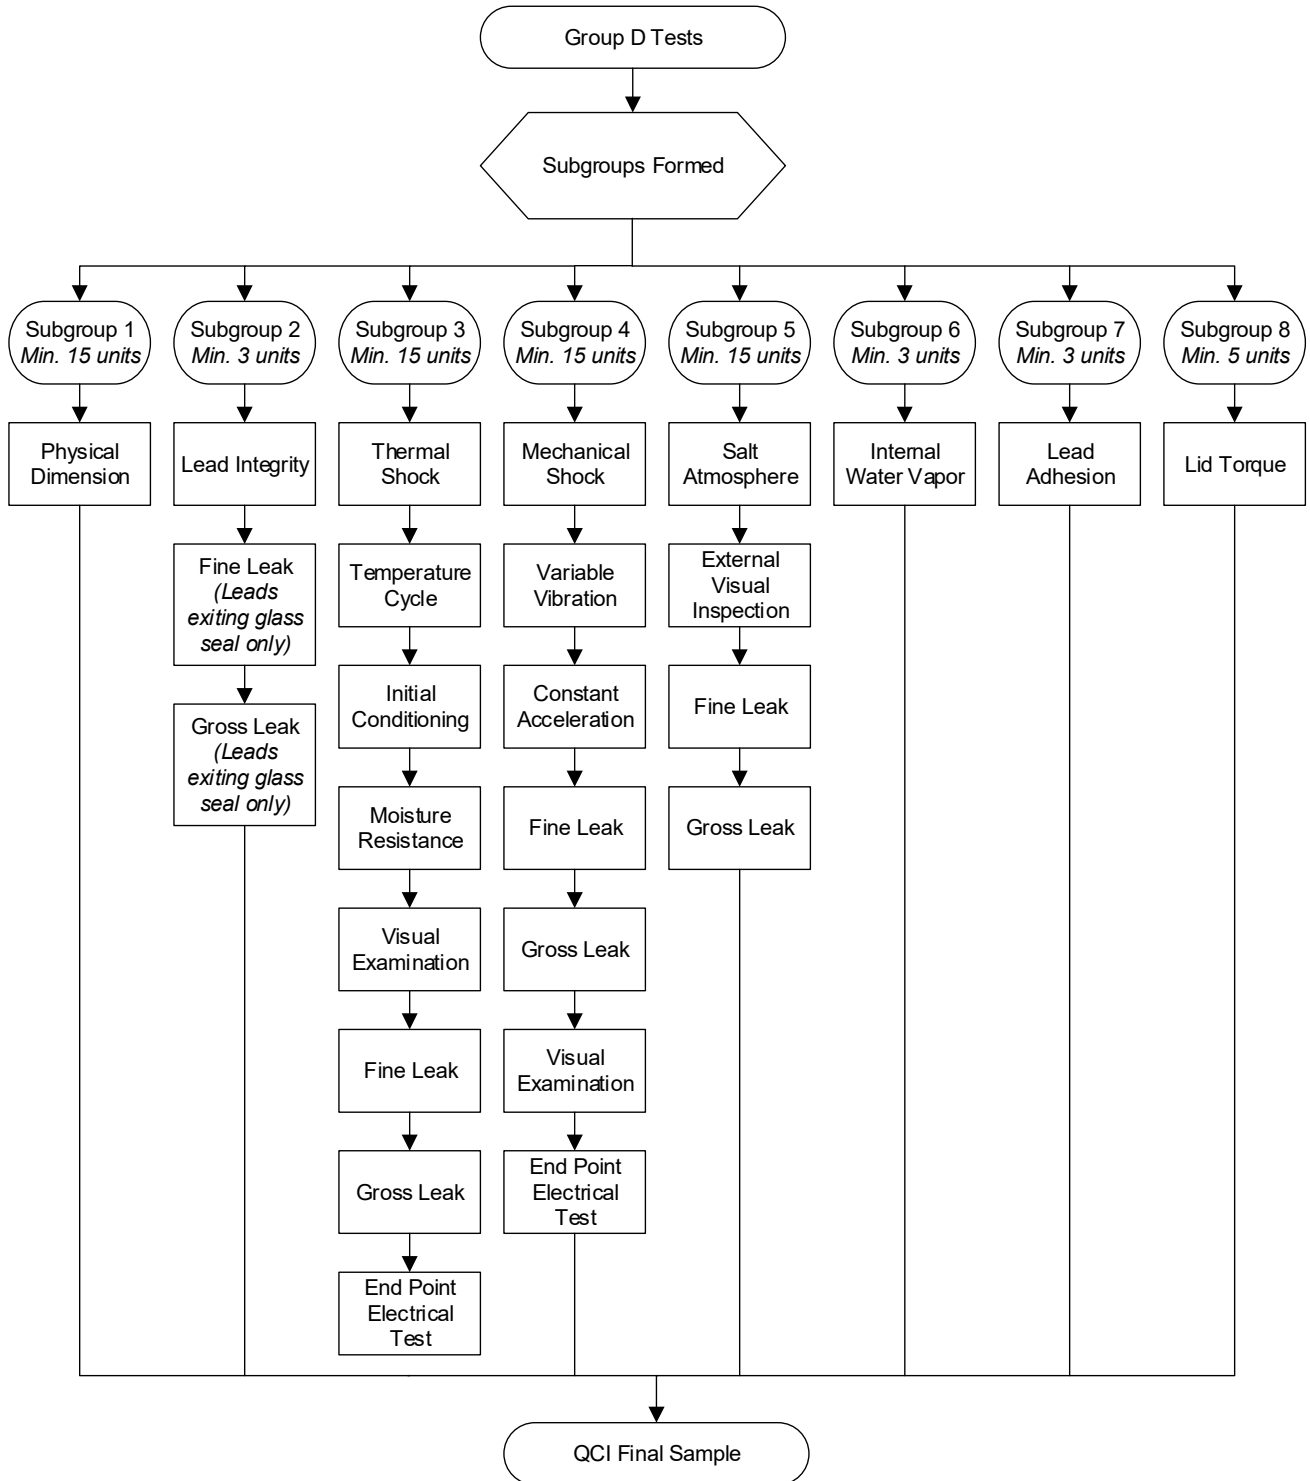 Group D Tests
Subgroups Formed
Subgroup 1
Min. 15 units
Subgroup 2
Min. 3 units
Subgroup 3
Min. 15 units
Subgroup 4
Min. 15 units
Subgroup 5
Min. 15 units
Subgroup 6
Min. 3 units
Subgroup 7
Min. 3 units
Subgroup 8
Min. 5 units
Physical
Dimension
Lead Integrity
Thermal
Shock
Mechanical
Shock
Salt
Atmosphere
Internal
Water Vapor
Lead
Adhesion
Lid Torque
Fine Leak
(Leads
exiting glass
seal only)
Temperature
Cycle
Variable
Vibration
External
Visual
Inspection
Gross Leak
(Leads
exiting glass
seal only)
Initial
Conditioning
Constant
Acceleration
Fine Leak
Moisture
Resistance
Fine Leak
Gross Leak
Visual
Examination
Gross Leak
Fine Leak
Visual
Examination
Gross Leak
End Point
Electrical
Test
End Point
Electrical
Test
QCI Final Sample